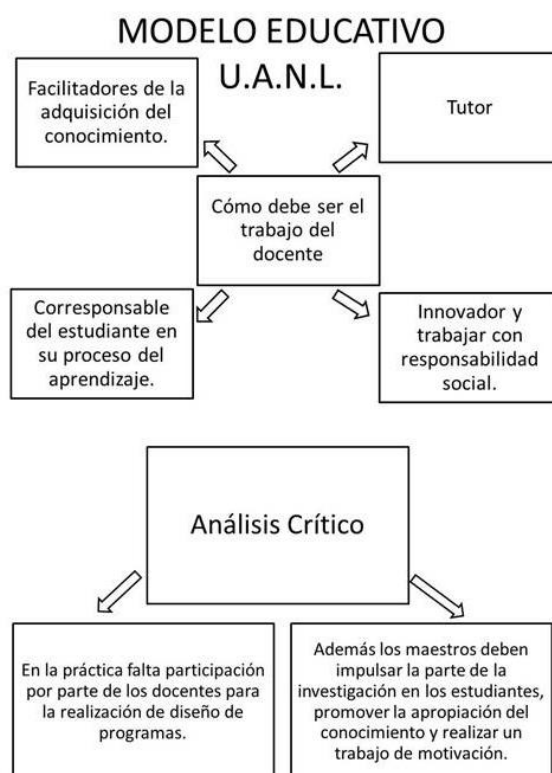 MODELO EDUCATIVO
U.A.N.L.
Facilitadores de la
adquisición del
conocimiento.
Tutor
Cómo debe ser el
trabajo del
docente
Corresponsable
del estudiante en
su proceso del
aprendizaje.
Innovador y
trabajar con
responsabilidad
social.
Análisis Crítico
En la práctica falta participación
por parte de los docentes para
la realización de diseño de
programas.
Además los maestros deben
impulsar la parte de la
investigación en los estudiantes,
promover la apropiación del
conocimiento y realizar un
trabajo de motivación.